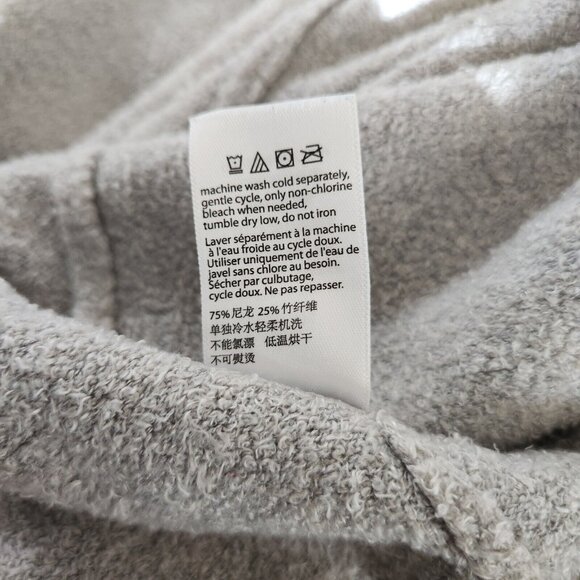 machine wash cold separately,
gentle cycle, only non-chlorine
bleach when needed,
tumble dry low, do not iron
Laver séparément à la machine
à l'eau froide au cycle doux.
Utiliser uniquement de l'eau de
javel sans chlore au besoin.
Sécher par culbutage,
cycle doux. Ne pas repasser.
75% 尼龙 25% 竹纤维
单独冷水轻柔机洗
不能氯漂 低温烘干
不可熨烫